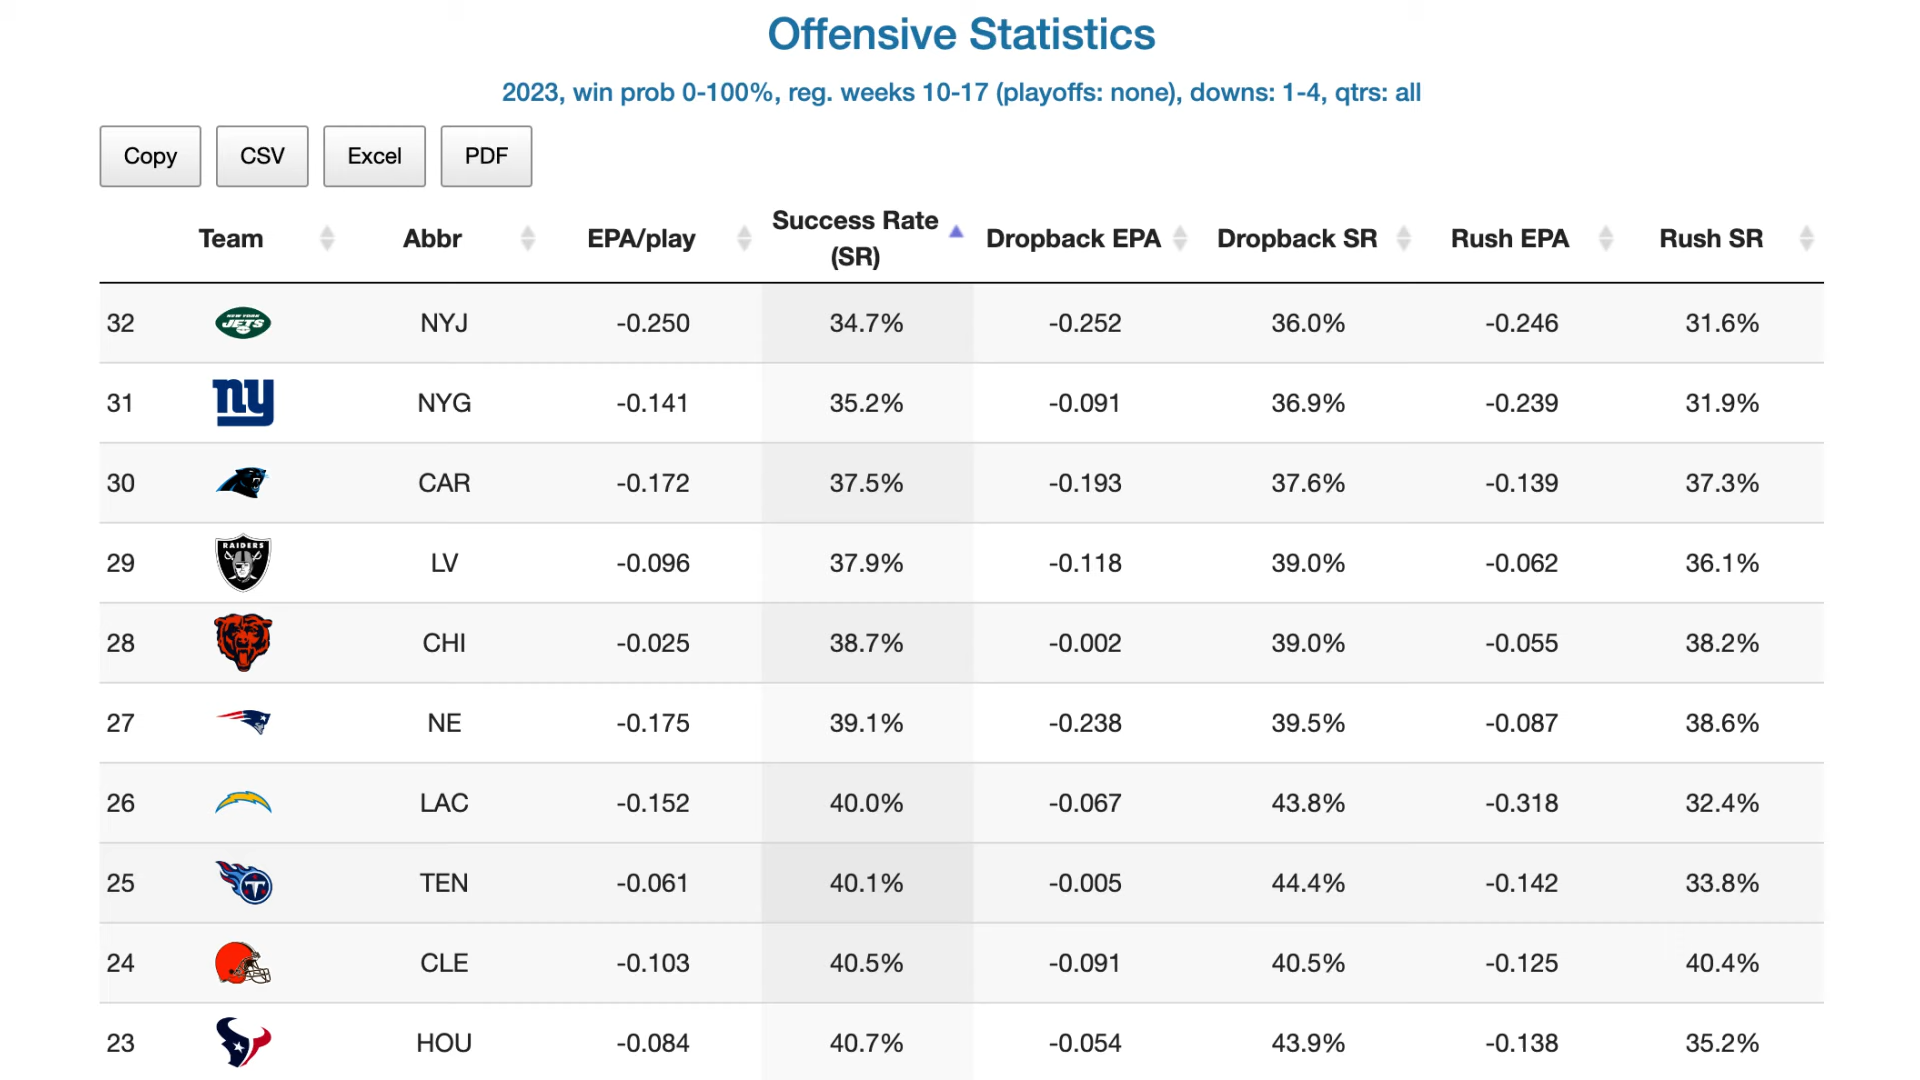 Offensive Statistics
2023, win prob 0-100%, reg. weeks 10-17 (playoffs: none), downs: 1-4, qtrs: all
Copy CSV Excel PDF
Team Abbr EPA/play Success Rate (SR) Dropback EPA Dropback SR Rush EPA Rush SR
32 NEW YORK JETS NYJ -0.250 34.7% -0.252 36.0% -0.246 31.6%
31 ny NYG -0.141 35.2% -0.091 36.9% -0.239 31.9%
30 CAR -0.172 37.5% -0.193 37.6% -0.139 37.3%
29 RAIDERS LV -0.096 37.9% -0.118 39.0% -0.062 36.1%
28 CHI -0.025 38.7% -0.002 39.0% -0.055 38.2%
27 NE -0.175 39.1% -0.238 39.5% -0.087 38.6%
26 LAC -0.152 40.0% -0.067 43.8% -0.318 32.4%
25 T TEN -0.061 40.1% -0.005 44.4% -0.142 33.8%
24 CLE -0.103 40.5% -0.091 40.5% -0.125 40.4%
23 HOU -0.084 40.7% -0.054 43.9% -0.138 35.2%